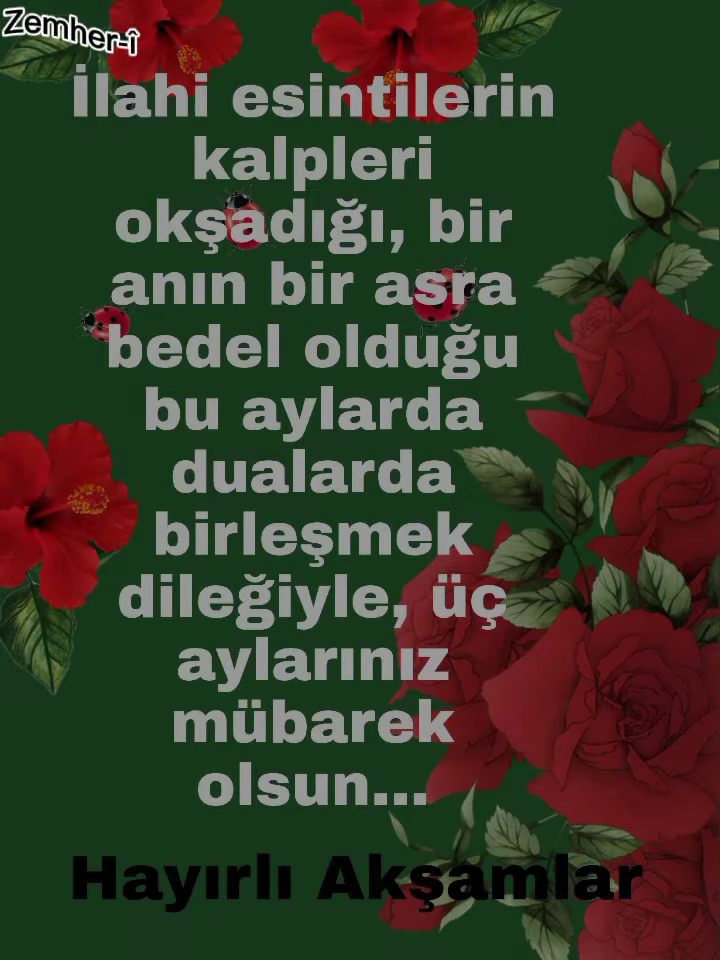 Zemher-î
İlahi esintilerin
kalpleri
okşadığı, bir
anın bir asra
bedel olduğu
bu aylarda
dualarda
birleşmek
dileğiyle, üç
aylarınız
mübarek
olsun...
Hayırlı Akşamlar